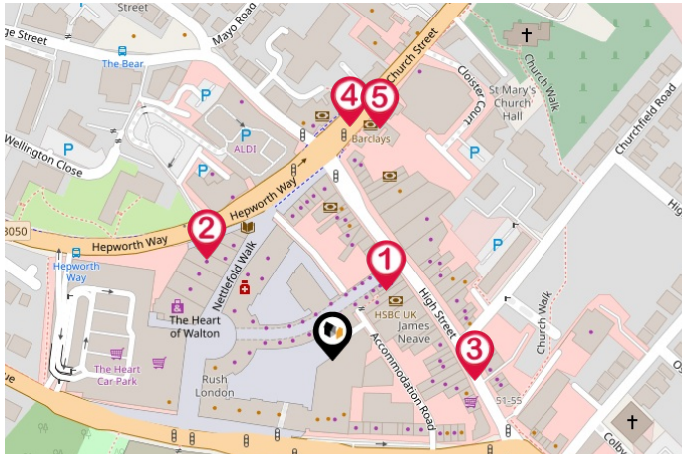 ge Street
Mayo Road
The Bear
Church Street
Cloister Court
Church Walk
St Mary's
Church
Hall
Churchfield Road
P
P
P
P
P
4
5
ALDI
Barclays
Wellington Close
Hig
2
Hepworth Way
Hepworth Way
3050
Hepworth
Way
Nettlefold Walk
1
HSBC UK
High Street
James
Neave
The Heart
of Walton
Church Walk
3
The Heart
Car Park
Rush
London
Accommodation Road
51-55
ue
Colby